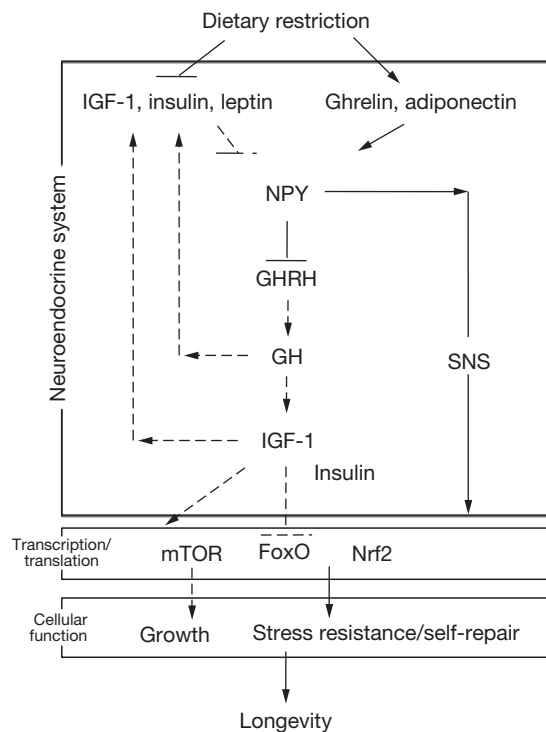 Dietary restriction
IGF-1, insulin, leptin
Ghrelin, adiponectin
Neuroendocrine system
NPY
GHRH
GH
SNS
IGF-1
Insulin
Transcription/
translation
mTOR
FoxO
Nrf2
Cellular
function
Growth
Stress resistance/self-repair
Longevity